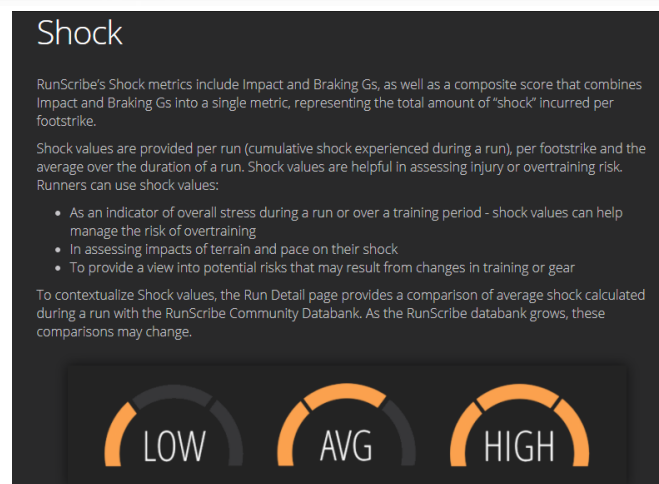 Shock
RunScribe's Shock metrics include Impact and Braking Gs, as well as a composite score that combines
Impact and Braking Gs into a single metric, representing the total amount of “shock” incurred per
footstrike.
Shock values are provided per run (cumulative shock experienced during a run), per footstrike and the
average over the duration of a run. Shock values are helpful in assessing injury or overtraining risk.
Runners can use shock values:
• As an indicator of overall stress during a run or over a training period - shock values can help
manage the risk of overtraining
• In assessing impacts of terrain and pace on their shock
• To provide a view into potential risks that may result from changes in training or gear
To contextualize Shock values, the Run Detail page provides a comparison of average shock calculated
during a run with the RunScribe Community Databank. As the RunScribe databank grows, these
comparisons may change.
LOW AVG HIGH